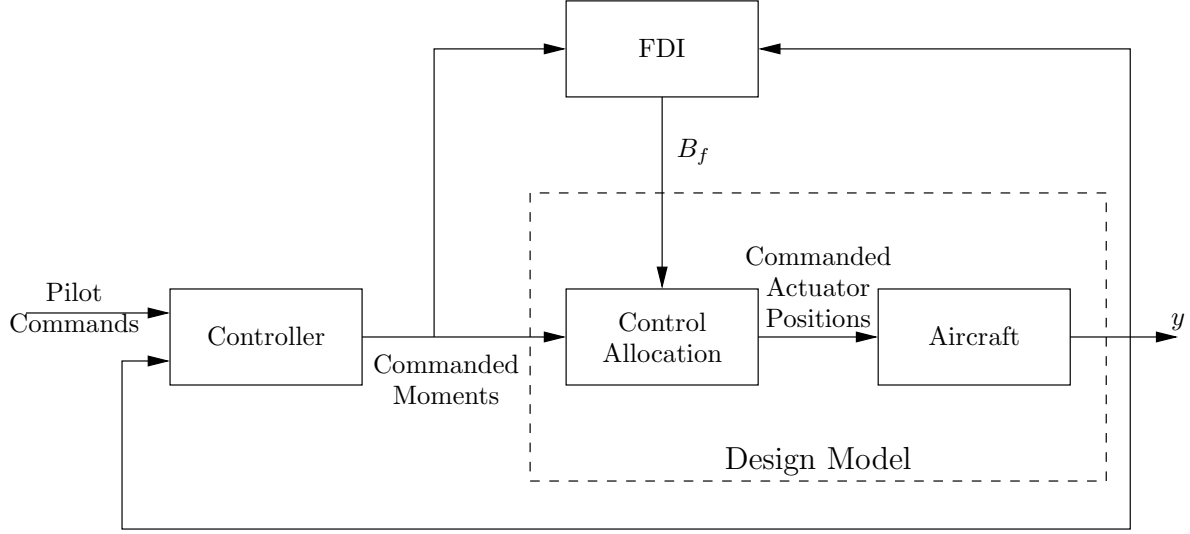 FDI
B_f
Pilot
Commands
Controller
Commanded
Moments
Control
Allocation
Commanded
Actuator
Positions
Aircraft
y
Design Model